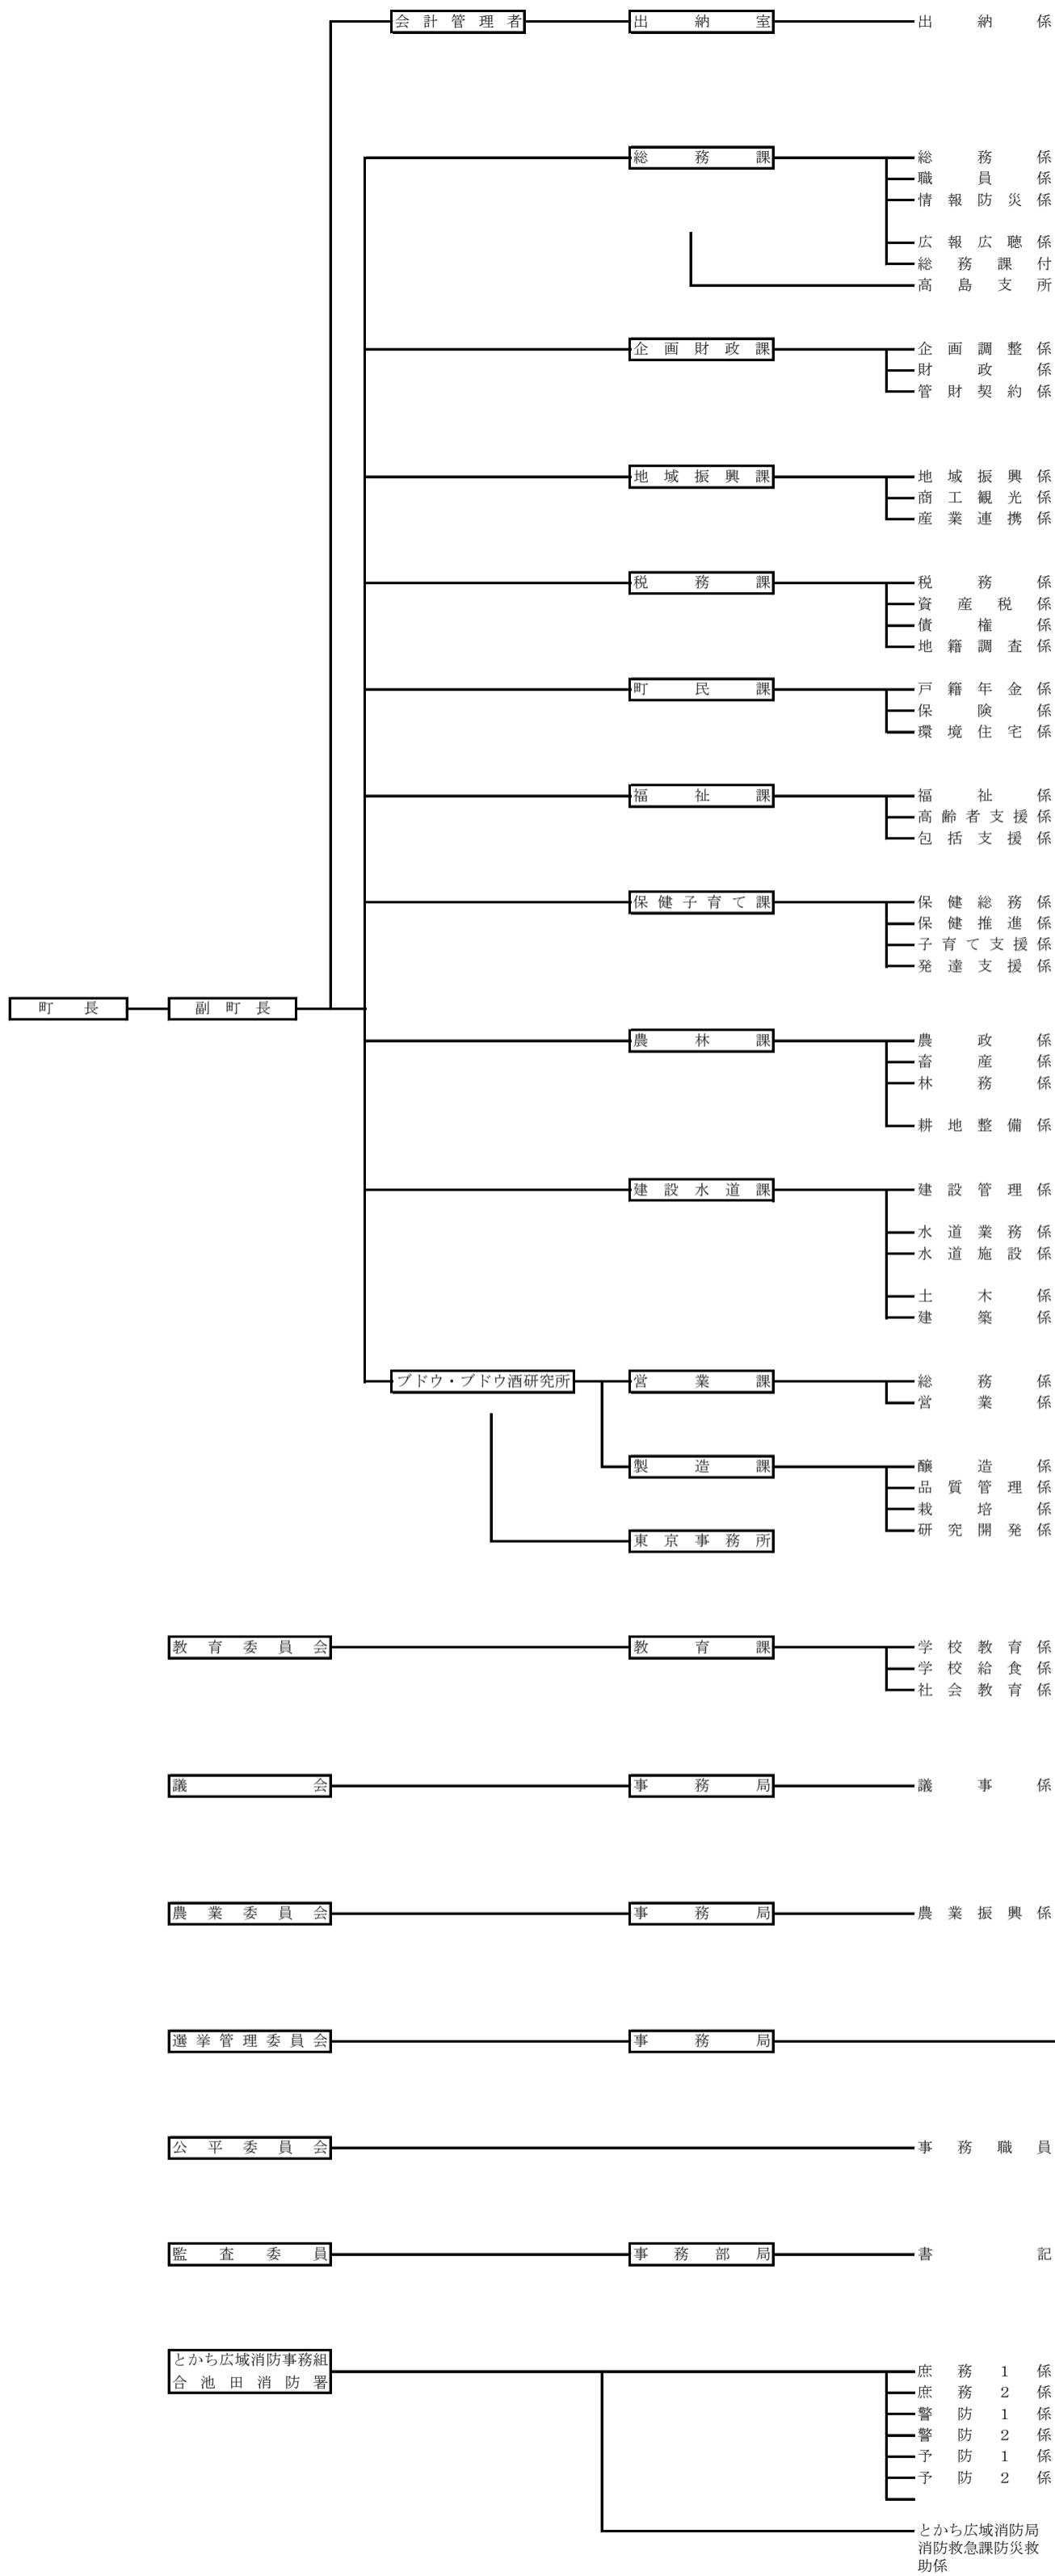 会計管理者 出納室 出納係
総務課 総務係
職員係
情報防災係
広報広聴係
総務課付
高島支所
企画財政課 企画調整係
財政係
管財契約係
地域振興課 地域振興係
商工観光係
産業連携係
税務課 税務係
資産税係
債権係
地籍調査係
町民課 戸籍年金係
保険係
環境住宅係
福祉課 福祉係
高齢者支援係
包括支援係
保健子育て課 保健総務係
保健推進係
子育て支援係
発達支援係
町長 副町長
農林課 農政係
畜産係
林務係
耕地整備係
建設水道課 建設管理係
水道業務係
水道施設係
土木係
建築係
ブドウ・ブドウ酒研究所 営業課 総務係
営業係
製造課 醸造係
品質管理係
栽培係
研究開発係
東京事務所
教育委員会 教育課 学校教育係
学校給食係
社会教育係
議会 事務局 議事係
農業委員会 事務局 農業振興係
選挙管理委員会 事務局
公平委員会 事務職員
監査委員 事務部局 書記
とかち広域消防事務組
合池田消防署
庶務1係
庶務2係
警防1係
警防2係
予防1係
予防2係
とかち広域消防局
消防救急課防災救
助係